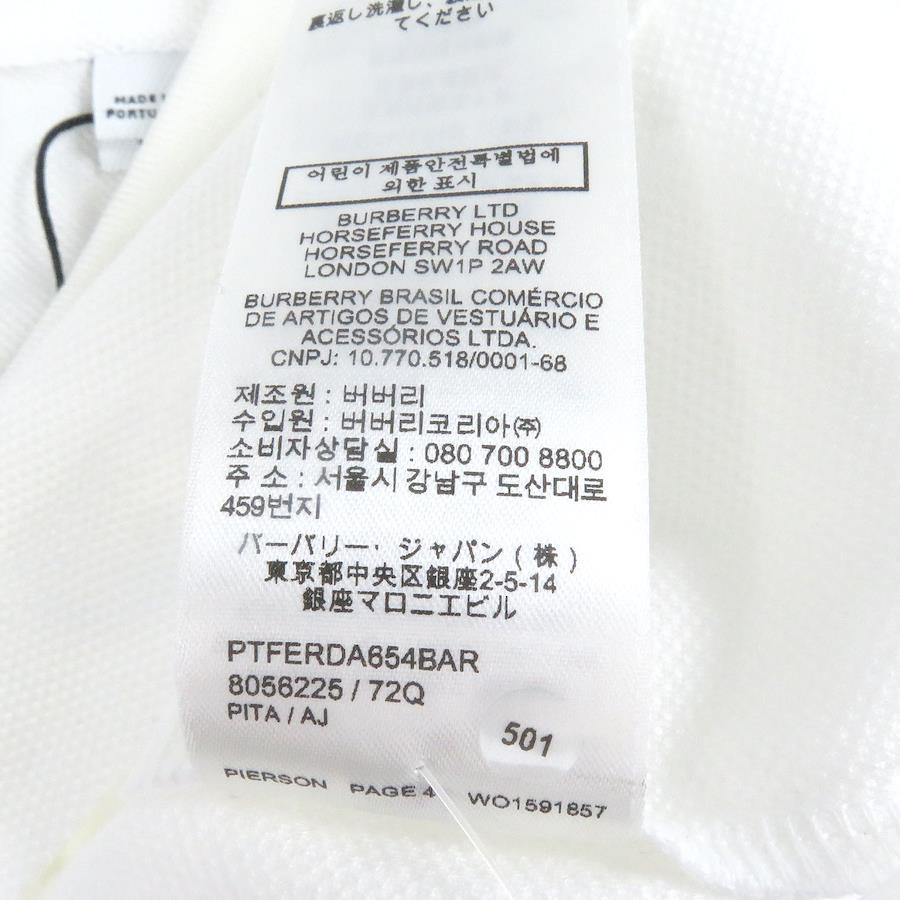 裏返し洗濯し、
てください
MADE
PORTU
어린이 제품안전특별법에
의한 표시
BURBERRY LTD
HORSEFERRY HOUSE
HORSEFERRY ROAD
LONDON SW1P 2AW
BURBERRY BRASIL COMÉRCIO
DE ARTIGOS DE VESTUÁRIO E
ACESSÓRIOS LTDA.
CNPJ: 10.770.518/0001-68
제조원 : 버버리
수입원 : 버버리코리아㈜
소비자상담실 : 080 700 8800
주 소 : 서울시 강남구 도산대로
459번지
バーバリー・ジャパン(株)
東京都中央区銀座2-5-14
銀座マロニエビル
PTFERDA654BAR
8056225 / 72Q
PITA / AJ
501
PIERSON PAGE 4 WO1591857